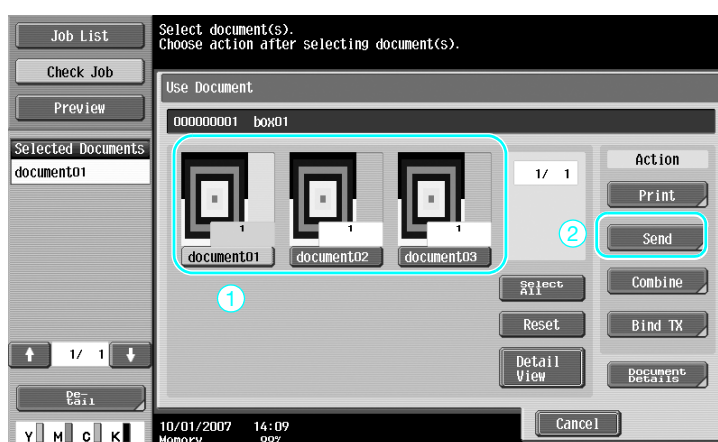 Job List
Check Job
Preview
Selected Documents
document01
1/ 1
De-
tail
Y M C K
Select document(s).
Choose action after selecting document(s).
Use Document
000000001 box01
1
document01
1
document02
1
document03
1
1/ 1
2
Select
All
Reset
Detail
View
Action
Print
Send
Combine
Bind TX
Document
Details
10/01/2007 14:09
Memory 99%
Cancel